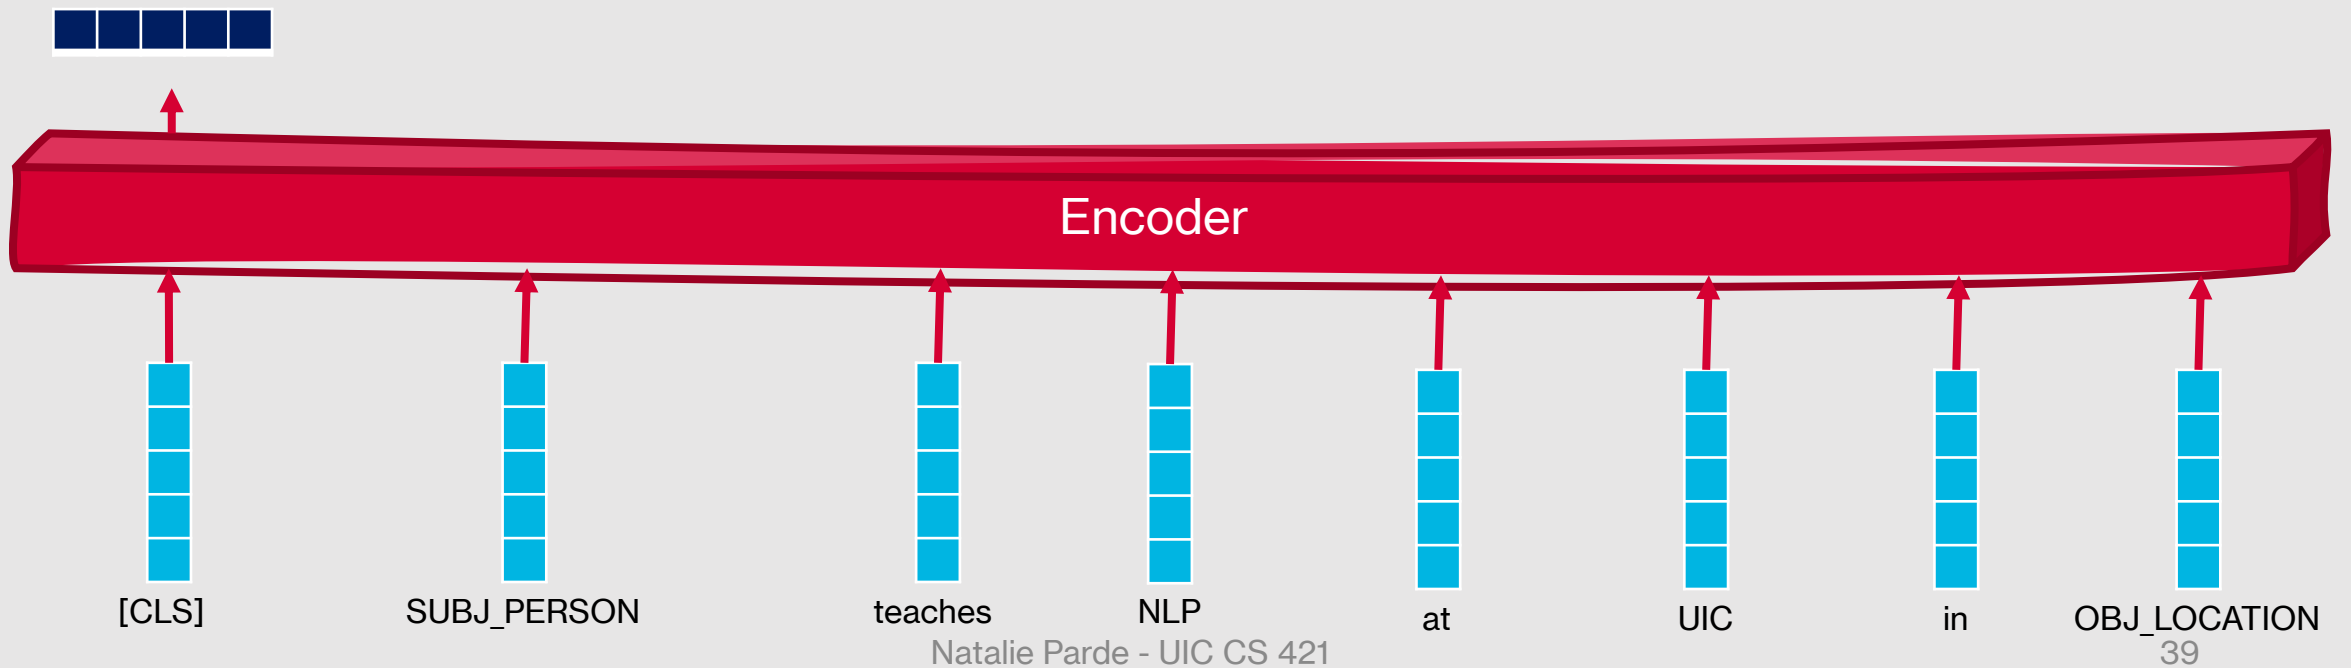 Encoder
[CLS] SUBJ_PERSON teaches NLP at UIC in OBJ_LOCATION
Natalie Parde - UIC CS 421 39